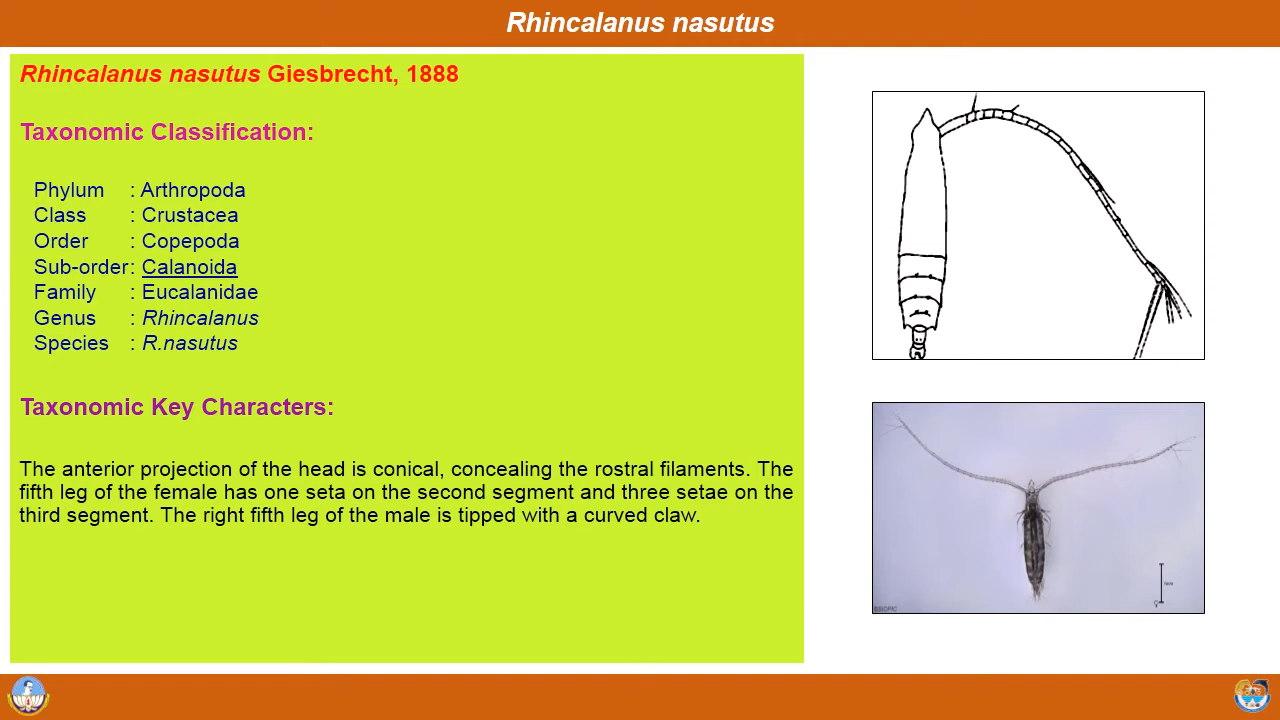 Rhincalanus nasutus
Rhincalanus nasutus Giesbrecht, 1888
Taxonomic Classification:
Phylum : Arthropoda
Class : Crustacea
Order : Copepoda
Sub-order : Calanoida
Family : Eucalanidae
Genus : Rhincalanus
Species : R.nasutus
Taxonomic Key Characters:
The anterior projection of the head is conical, concealing the rostral filaments. The
fifth leg of the female has one seta on the second segment and three setae on the
third segment. The right fifth leg of the male is tipped with a curved claw.